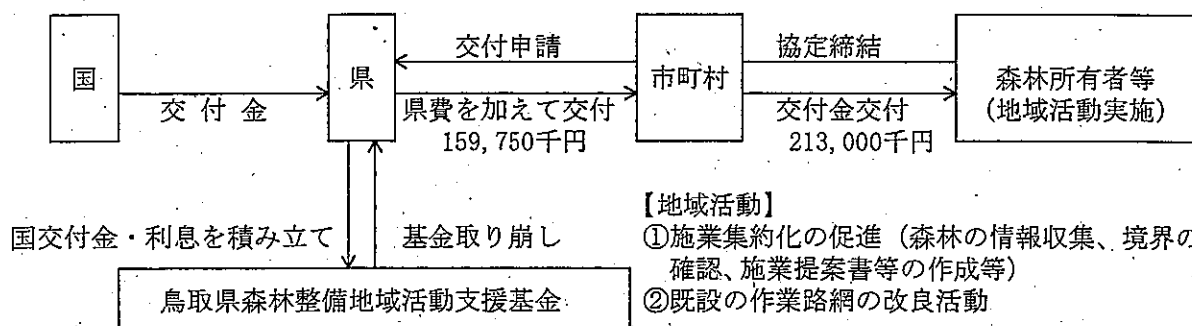 国
交付金
県
交付申請
県費を加えて交付
159,750千円
市町村
協定締結
交付金交付
213,000千円
森林所有者等
(地域活動実施)
国交付金・利息を積み立て
基金取り崩し
鳥取県森林整備地域活動支援基金
【地域活動】
①施業集約化の促進(森林の情報収集、境界の
確認、施業提案書等の作成等)
②既設の作業路網の改良活動